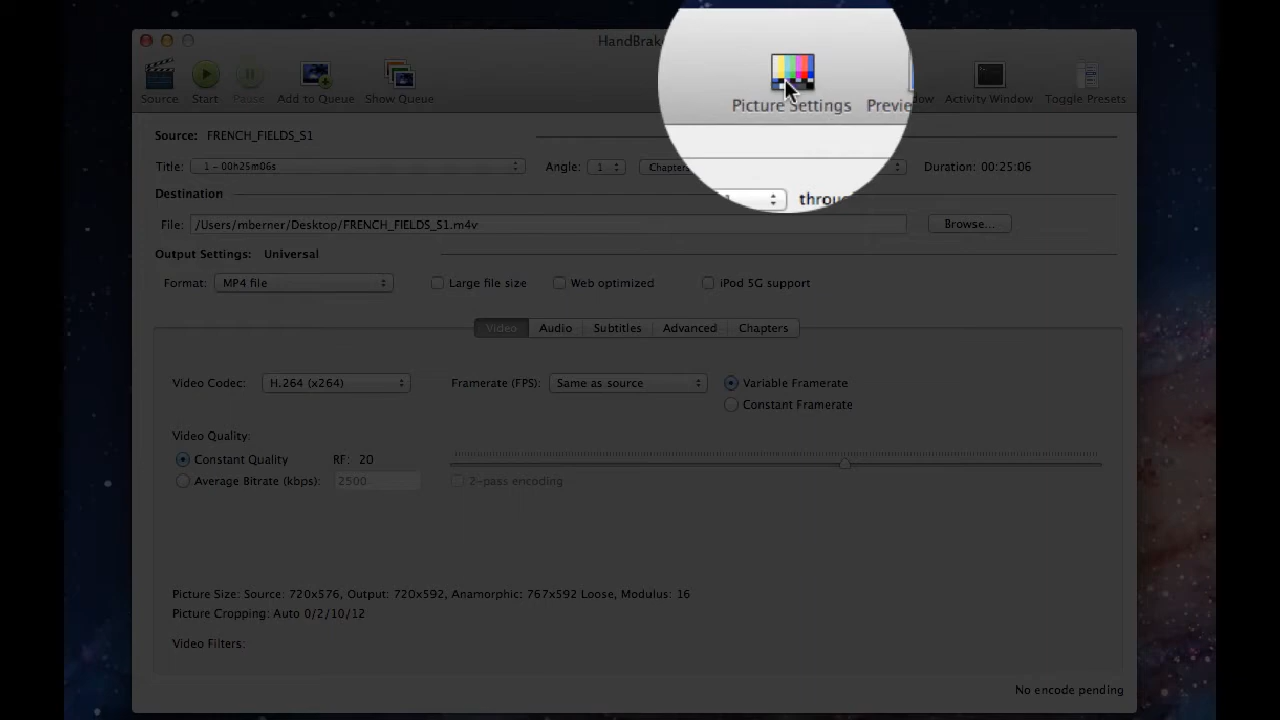 HandBrake
Source Start Pause Add to Queue Show Queue Picture Settings Activity Window Toggle Presets
Source: FRENCH_FIELDS_S1
Title: 1 - 00h25m06s Angle: 1 Chapters Duration: 00:25:06
Destination
File: /Users/mberner/Desktop/FRENCH_FIELDS_S1.m4v Browse...
Output Settings: Universal
Format: MP4 file Large file size Web optimized iPod 5G support
Video Audio Subtitles Advanced Chapters
Video Codec: H.264 (x264) Framerate (FPS): Same as source Variable Framerate
Constant Framerate
Video Quality:
Constant Quality RF: 20
Average Bitrate (kbps): 2500 2-pass encoding
Picture Size: Source: 720x576, Output: 720x592, Anamorphic: 767x592 Loose, Modulus: 16
Picture Cropping: Auto 0/2/10/12
Video Filters:
No encode pending